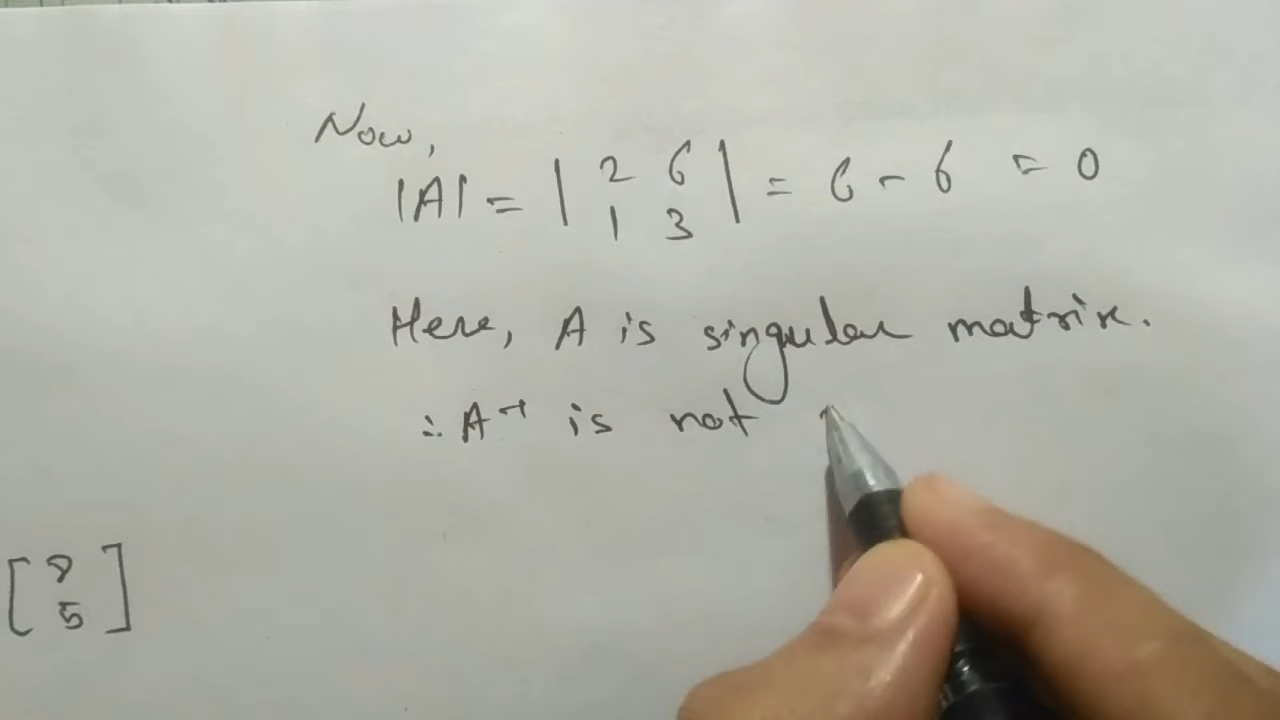 Now,
|A| = | 2 6 | = 6 - 6 = 0
1 3
Here, A is singular matrix.
∴ A⁻¹ is not
[ 8 ]
5